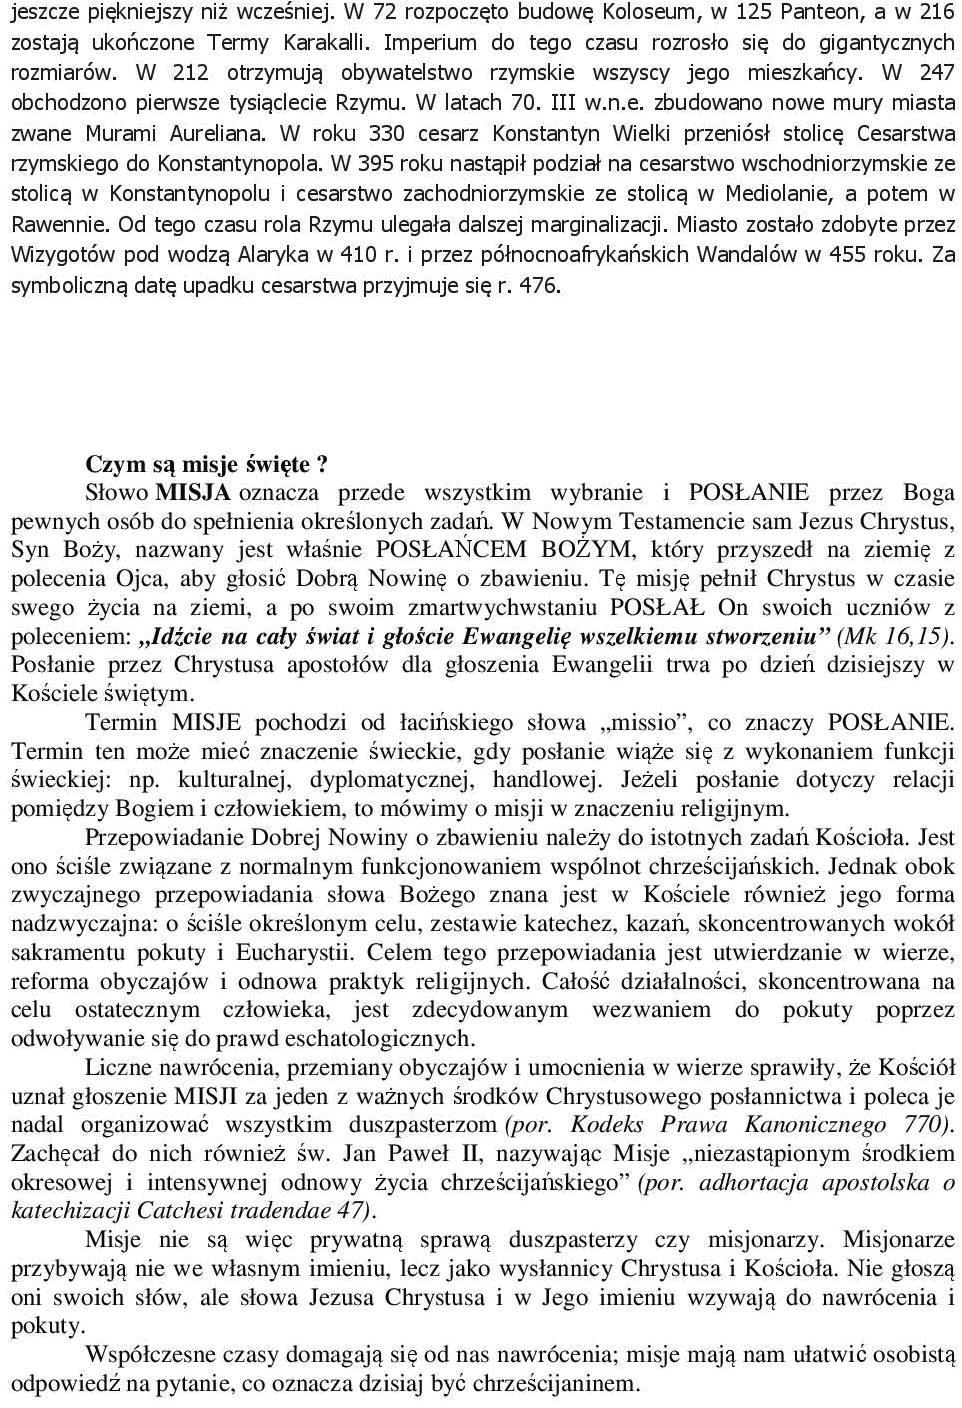 jeszcze piękniejszy niż wcześniej. W 72 rozpoczęto budowę Koloseum, w 125 Panteon, a w 216
zostają ukończone Termy Karakalli. Imperium do tego czasu rozrosło się do gigantycznych
rozmiarów. W 212 otrzymują obywatelstwo rzymskie wszyscy jego mieszkańcy. W 247
obchodzono pierwsze tysiąclecie Rzymu. W latach 70. III w.n.e. zbudowano nowe mury miasta
zwane Murami Aureliana. W roku 330 cesarz Konstantyn Wielki przeniósł stolicę Cesarstwa
rzymskiego do Konstantynopola. W 395 roku nastąpił podział na cesarstwo wschodniorzymskie ze
stolicą w Konstantynopolu i cesarstwo zachodniorzymskie ze stolicą w Mediolanie, a potem w
Rawennie. Od tego czasu rola Rzymu ulegała dalszej marginalizacji. Miasto zostało zdobyte przez
Wizygotów pod wodzą Alaryka w 410 r. i przez północnoafrykańskich Wandalów w 455 roku. Za
symboliczną datę upadku cesarstwa przyjmuje się r. 476.
Czym są misje święte ?
Słowo MISJA oznacza przede wszystkim wybranie i POSŁANIE przez Boga
pewnych osób do spełnienia określonych zadań. W Nowym Testamencie sam Jezus Chrystus,
Syn Boży, nazwany jest właśnie POSŁAŃCEM BOŻYM, który przyszedł na ziemię z
polecenia Ojca, aby głosić Dobrą Nowinę o zbawieniu. Tę misję pełnił Chrystus w czasie
swego życia na ziemi, a po swoim zmartwychwstaniu POSŁAŁ On swoich uczniów z
poleceniem: „Idźcie na cały świat i głoście Ewangelię wszelkiemu stworzeniu” (Mk 16,15).
Posłanie przez Chrystusa apostołów dla głoszenia Ewangelii trwa po dzień dzisiejszy w
Kościele świętym.
Termin MISJE pochodzi od łacińskiego słowa „missio”, co znaczy POSŁANIE.
Termin ten może mieć znaczenie świeckie, gdy posłanie wiąże się z wykonaniem funkcji
świeckiej: np. kulturalnej, dyplomatycznej, handlowej. Jeżeli posłanie dotyczy relacji
pomiędzy Bogiem i człowiekiem, to mówimy o misji w znaczeniu religijnym.
Przepowiadanie Dobrej Nowiny o zbawieniu należy do istotnych zadań Kościoła. Jest
ono ściśle związane z normalnym funkcjonowaniem wspólnot chrześcijańskich. Jednak obok
zwyczajnego przepowiadania słowa Bożego znana jest w Kościele również jego forma
nadzwyczajna: o ściśle określonym celu, zestawie katechez, kazań, skoncentrowanych wokół
sakramentu pokuty i Eucharystii. Celem tego przepowiadania jest utwierdzanie w wierze,
reforma obyczajów i odnowa praktyk religijnych. Całość działalności, skoncentrowana na
celu ostatecznym człowieka, jest zdecydowanym wezwaniem do pokuty poprzez
odwoływanie się do prawd eschatologicznych.
Liczne nawrócenia, przemiany obyczajów i umocnienia w wierze sprawiły, że Kościół
uznał głoszenie MISJI za jeden z ważnych środków Chrystusowego posłannictwa i poleca je
nadal organizować wszystkim duszpasterzom (por. Kodeks Prawa Kanonicznego 770).
Zachęcał do nich również św. Jan Paweł II, nazywając Misje „niezastąpionym środkiem
okresowej i intensywnej odnowy życia chrześcijańskiego” (por. adhortacja apostolska o
katechizacji Catchesi tradendae 47).
Misje nie są więc prywatną sprawą duszpasterzy czy misjonarzy. Misjonarze
przybywają nie we własnym imieniu, lecz jako wysłannicy Chrystusa i Kościoła. Nie głoszą
oni swoich słów, ale słowa Jezusa Chrystusa i w Jego imieniu wzywają do nawrócenia i
pokuty.
Współczesne czasy domagają się od nas nawrócenia; misje mają nam ułatwić osobistą
odpowiedź na pytanie, co oznacza dzisiaj być chrześcijaninem.